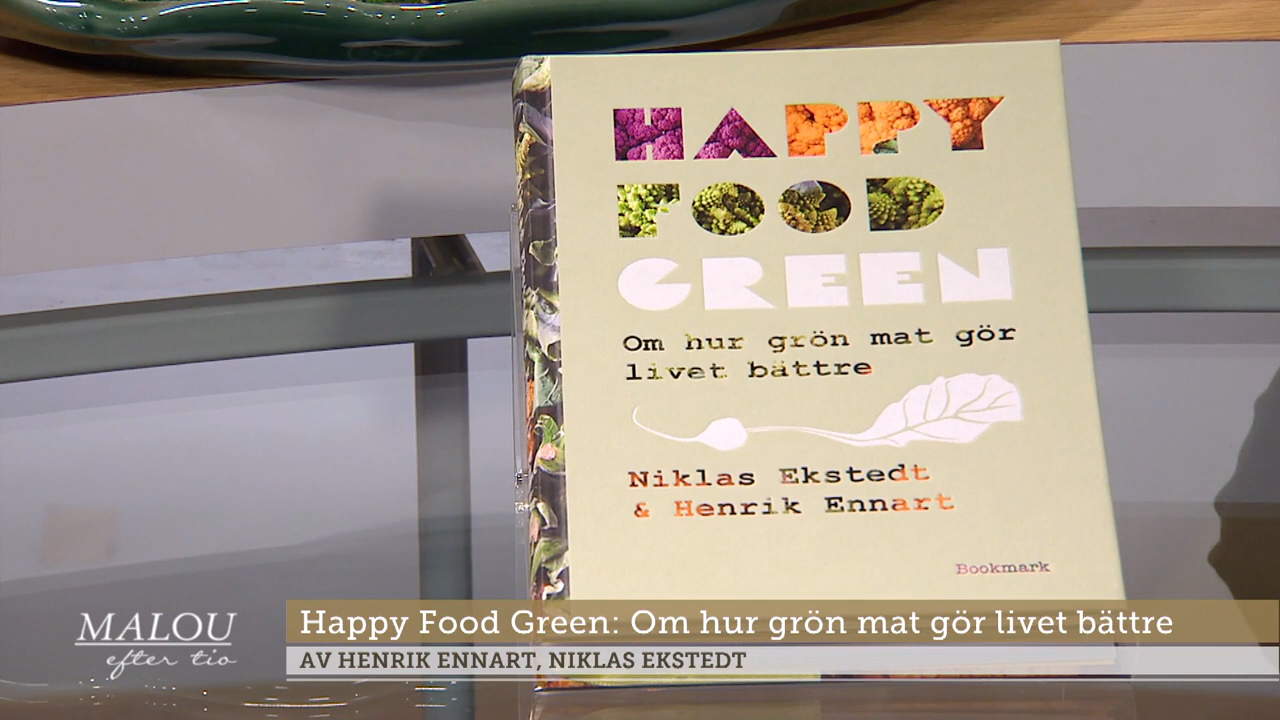 HAPPY
FOOD
GREEN
Om hur grön mat gör
livet bättre
Niklas Ekstedt
& Henrik Ennart
Bookmark
MALOU
efter tio
Happy Food Green: Om hur grön mat gör livet bättre
AV HENRIK ENNART, NIKLAS EKSTEDT